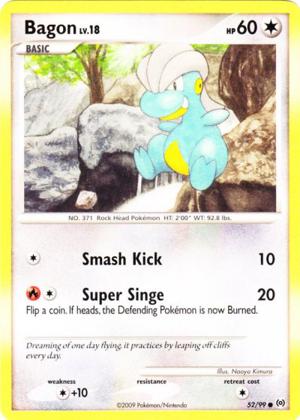 Bagon LV.18
HP 60
BASIC
NO. 371 Rock Head Pokémon HT: 2'00" WT: 92.8 lbs.
Smash Kick 10
Super Singe 20
Flip a coin. If heads, the Defending Pokémon is now Burned.
Dreaming of one day flying, it practices by leaping off cliffs every day.
Illus. Naoyo Kimura
weakness resistance retreat cost
+10
©2009 Pokémon/Nintendo 52/99